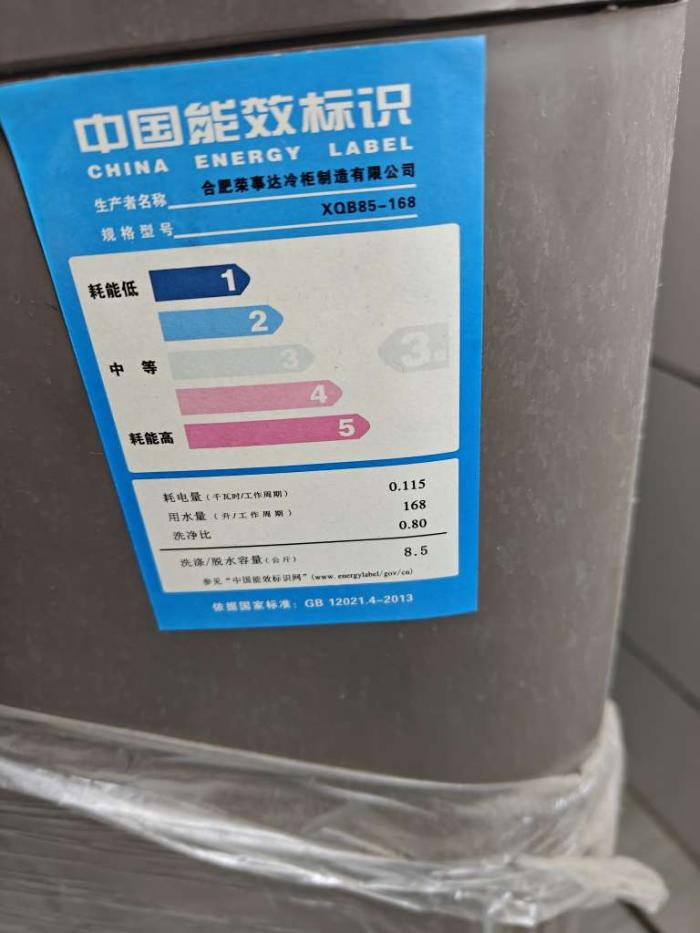 中国能效标识
CHINA ENERGY LABEL
生产者名称 合肥荣事达冷柜制造有限公司
规格型号 XQB85-168
耗能低 1
2
中等 3 3
4
耗能高 5
耗电量(千瓦时/工作周期) 0.115
用水量(升/工作周期) 168
洗净比 0.80
洗涤/脱水容量(公斤) 8.5
参见“中国能效标识网”(www.energylabel/gov/cn)
依据国家标准：GB 12021.4-2013